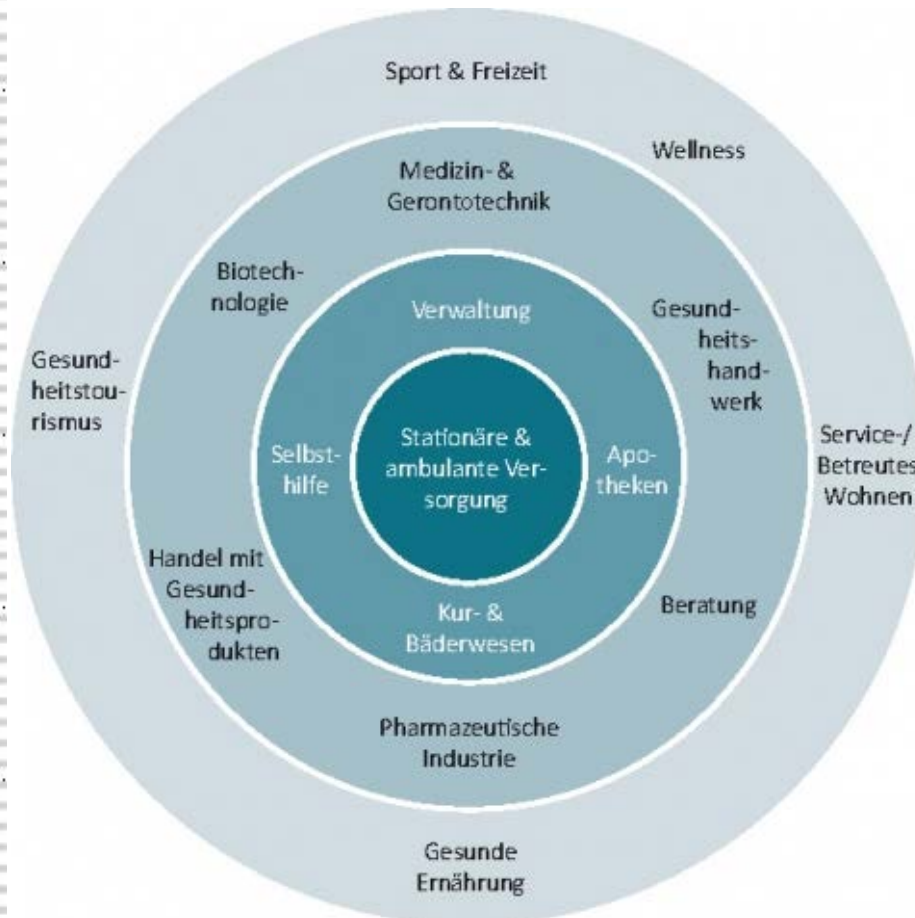 Sport & Freizeit
Wellness
Medizin- &
Gerontotechnik
Biotech-
nologie
Verwaltung
Gesund-
heits-
hand-
werk
Gesund-
heitstou-
rismus
Selbst-
hilfe
Stationäre &
ambulante Ver-
sorgung
Apo-
theken
Service-/
Betreutes
Wohnen
Handel mit
Gesund-
heitspro-
dukten
Kur- &
Bäderwesen
Beratung
Pharmazeutische
Industrie
Gesunde
Ernährung